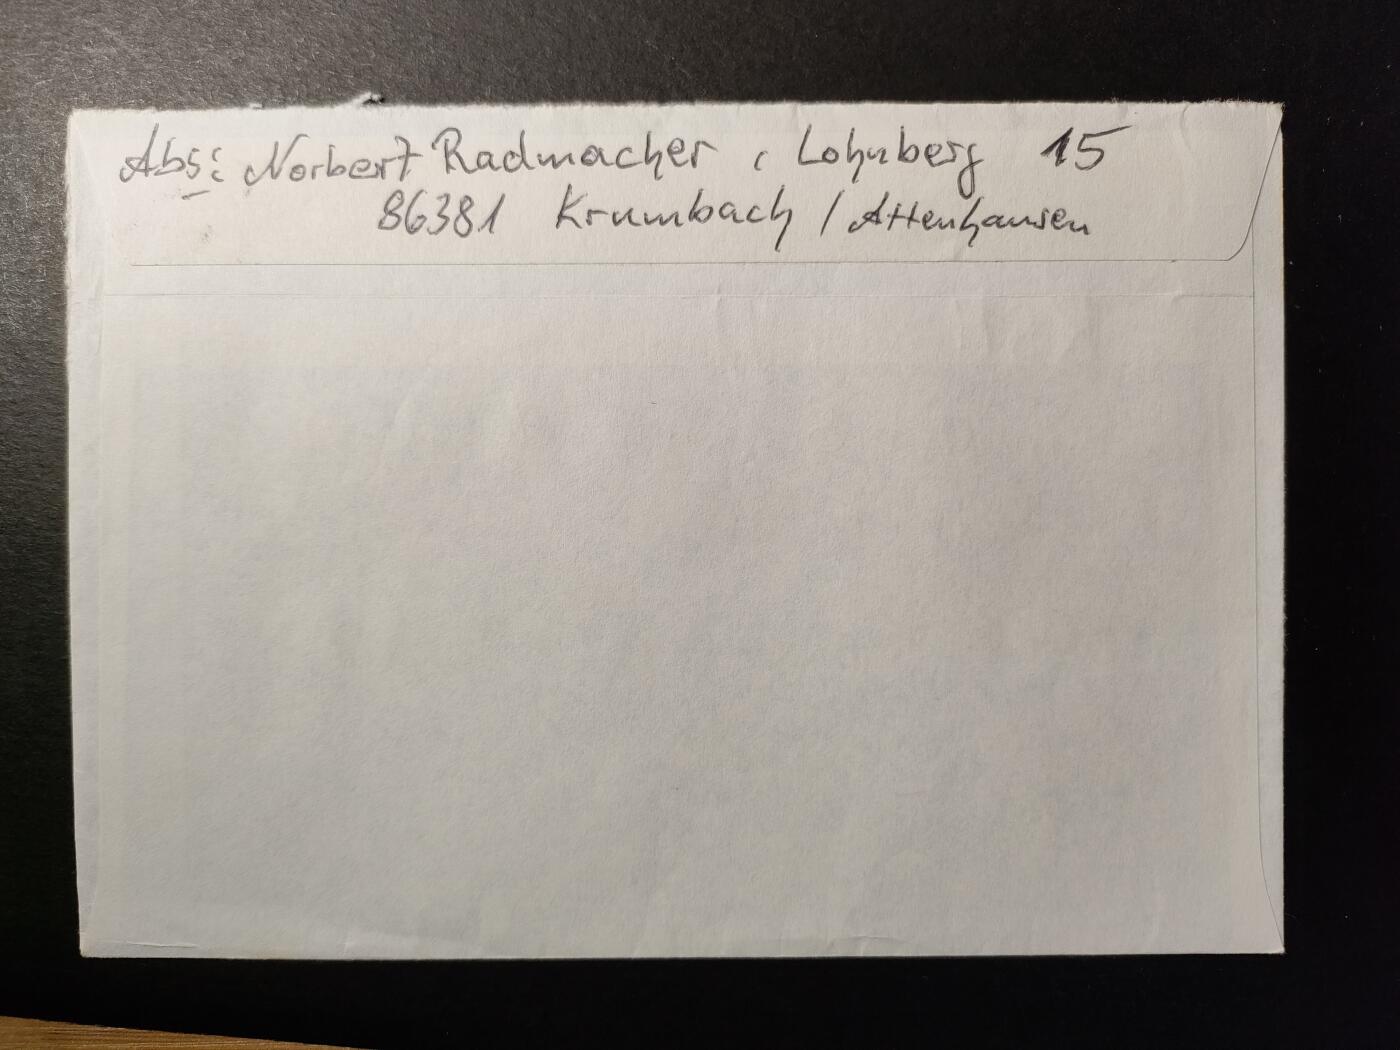 Abs: Norbert Radmacher, Lohnberg 15
86381 Krumbach / Attenhausen